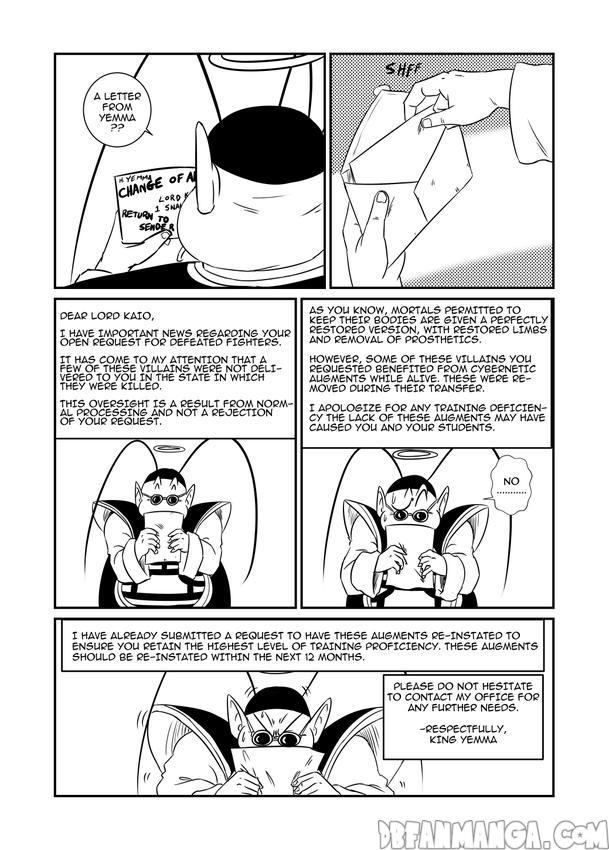 A LETTER
FROM
YEMMA
??
SHFF
H. YEMMA
CHANGE OF A
LORD K
1 SNA
RETURN
TO
SENDER
DEAR LORD KAIO,
I HAVE IMPORTANT NEWS REGARDING YOUR
OPEN REQUEST FOR DEFEATED FIGHTERS.
IT HAS COME TO MY ATTENTION THAT A
FEW OF THESE VILLAINS WERE NOT DELI-
VERED TO YOU IN THE STATE IN WHICH
THEY WERE KILLED.
THIS OVERSIGHT IS A RESULT FROM NORM-
AL PROCESSING AND NOT A REJECTION
OF YOUR REQUEST.
AS YOU KNOW, MORTALS PERMITTED TO
KEEP THEIR BODIES ARE GIVEN A PERFECTLY
RESTORED VERSION, WITH RESTORED LIMBS
AND REMOVAL OF PROSTHETICS.
HOWEVER, SOME OF THESE VILLAINS YOU
REQUESTED BENEFITED FROM CYBERNETIC
AUGMENTS WHILE ALIVE. THESE WERE RE-
MOVED DURING THEIR TRANSFER.
I APOLOGIZE FOR ANY TRAINING DEFICIEN-
CY THE LACK OF THESE AUGMENTS MAY HAVE
CAUSED YOU AND YOUR STUDENTS.
NO
..........
I HAVE ALREADY SUBMITTED A REQUEST TO HAVE THESE AUGMENTS RE-INSTATED TO
ENSURE YOU RETAIN THE HIGHEST LEVEL OF TRAINING PROFICIENCY. THESE AUGMENTS
SHOULD BE RE-INSTATED WITHIN THE NEXT 12 MONTHS.
PLEASE DO NOT HESITATE
TO CONTACT MY OFFICE FOR
ANY FURTHER NEEDS.
-RESPECTFULLY,
KING YEMMA
DBFANMANGA.COM